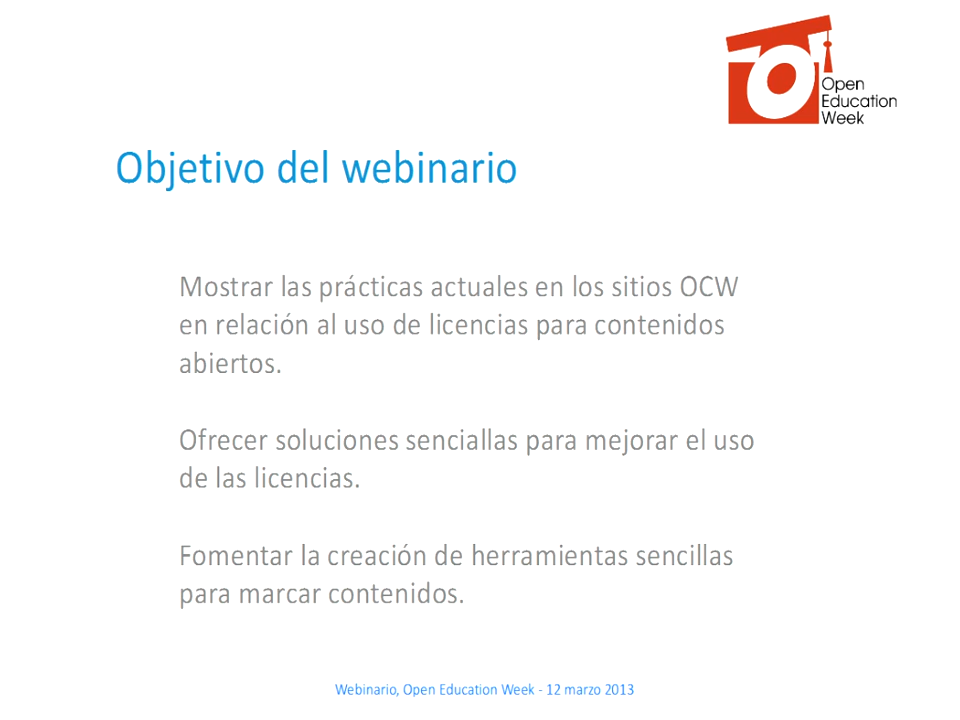 Open
Education
Week
Objetivo del webinario
Mostrar las prácticas actuales en los sitios OCW
en relación al uso de licencias para contenidos
abiertos.
Ofrecer soluciones senciallas para mejorar el uso
de las licencias.
Fomentar la creación de herramientas sencillas
para marcar contenidos.
Webinario, Open Education Week - 12 marzo 2013